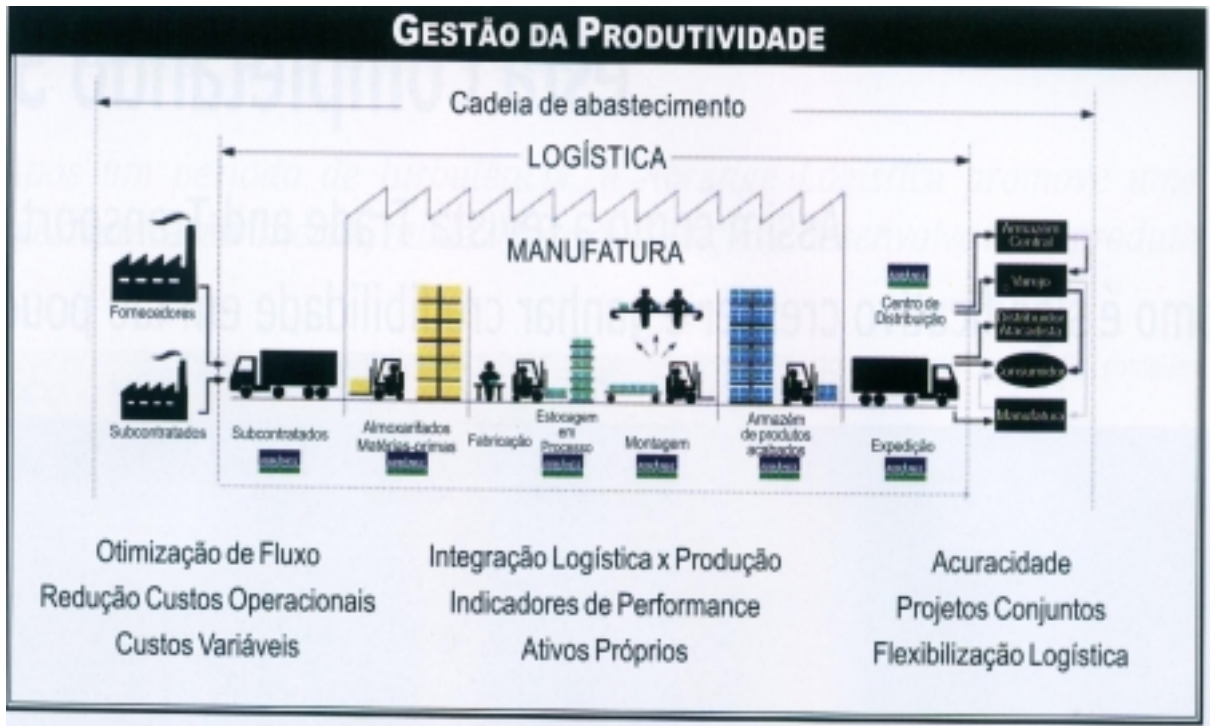 GESTÃO DA PRODUTIVIDADE
Cadeia de abastecimento
LOGÍSTICA
MANUFATURA
Fornecedores
Subcontratados
Subcontratados
Almoxarifados
Matérias-primas
Fabricação
Estocagem
em
Processo
Montagem
Armazém
de produtos
acabados
Expedição
Centro de
Distribuição
Armazém
Central
Varejo
Distribuidor
Atacadista
Consumidor
Manufatura
Otimização de Fluxo
Redução Custos Operacionais
Custos Variáveis
Integração Logística x Produção
Indicadores de Performance
Ativos Próprios
Acuracidade
Projetos Conjuntos
Flexibilização Logística